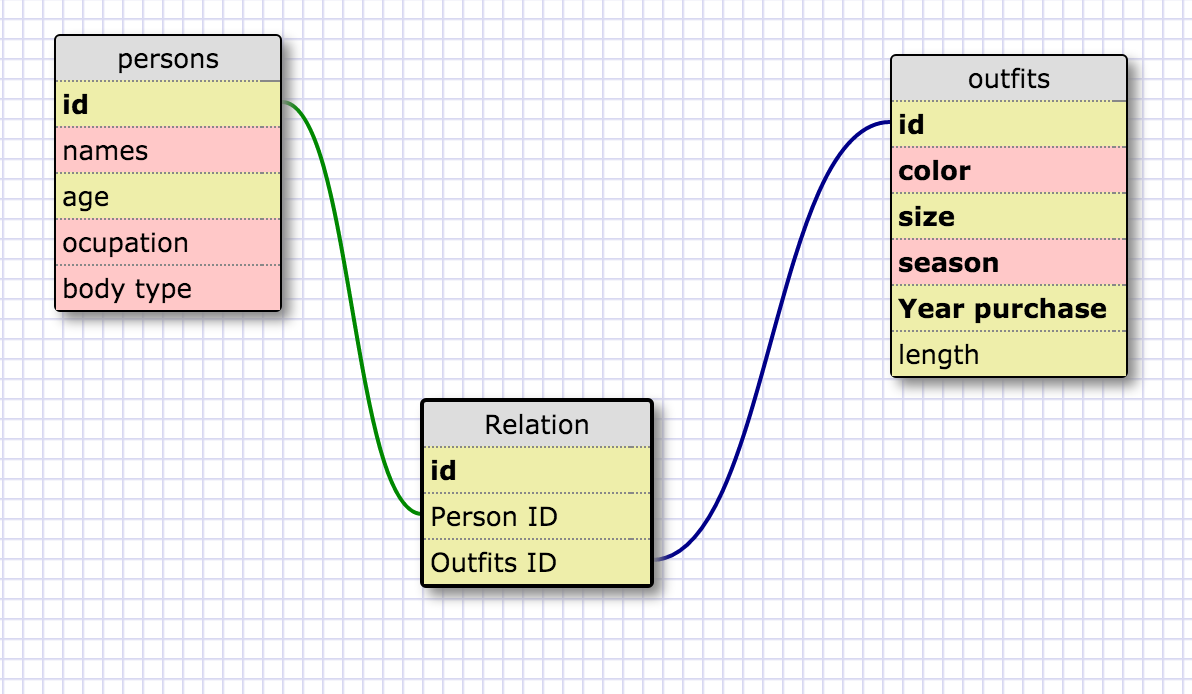 persons
id
names
age
ocupation
body type
outfits
id
color
size
season
Year purchase
length
Relation
id
Person ID
Outfits ID